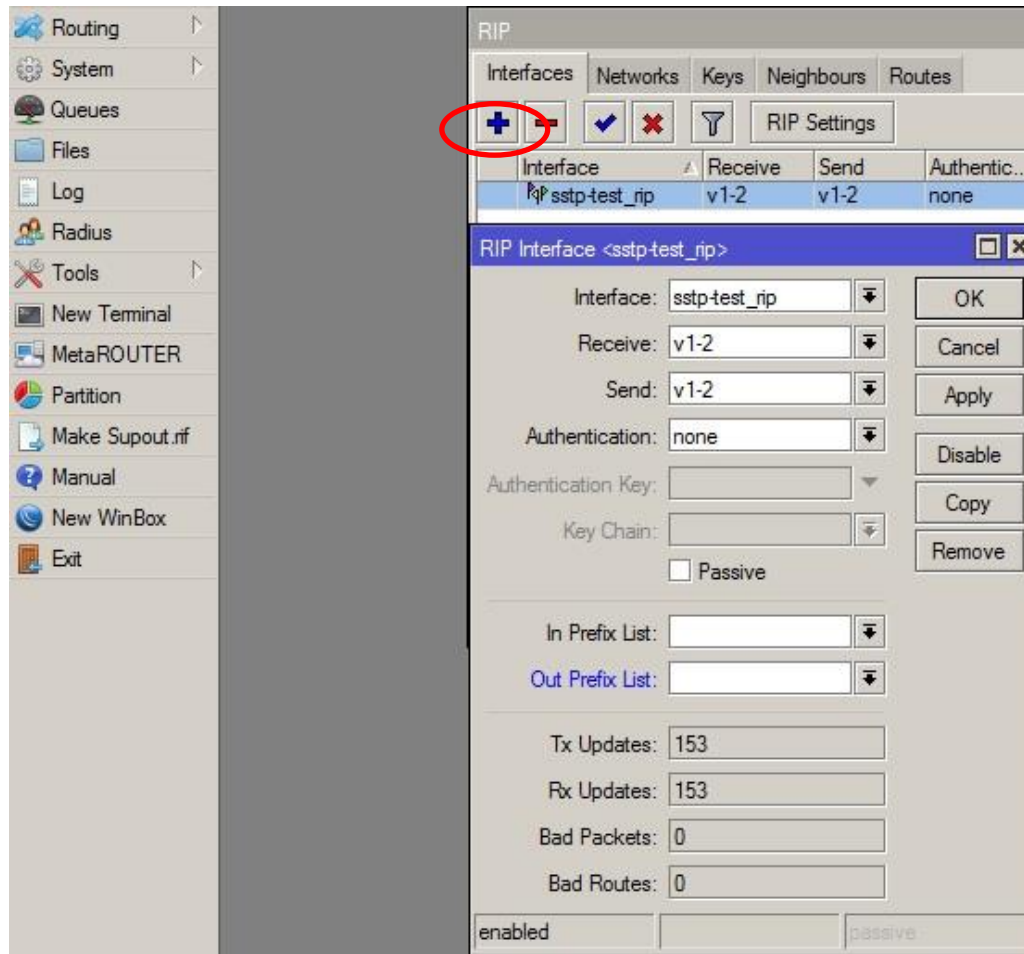 Routing
System
Queues
Files
Log
Radius
Tools
New Terminal
MetaROUTER
Partition
Make Supout.rif
Manual
New WinBox
Exit
RIP
Interfaces Networks Keys Neighbours Routes
RIP Settings
Interface Receive Send Authentic...
sstp-test_rip v1-2 v1-2 none
RIP Interface <sstp-test_rip>
Interface: sstp-test_rip OK
Receive: v1-2 Cancel
Send: v1-2 Apply
Authentication: none Disable
Authentication Key: Copy
Key Chain: Remove
Passive
In Prefix List:
Out Prefix List:
Tx Updates: 153
Rx Updates: 153
Bad Packets: 0
Bad Routes: 0
enabled passive